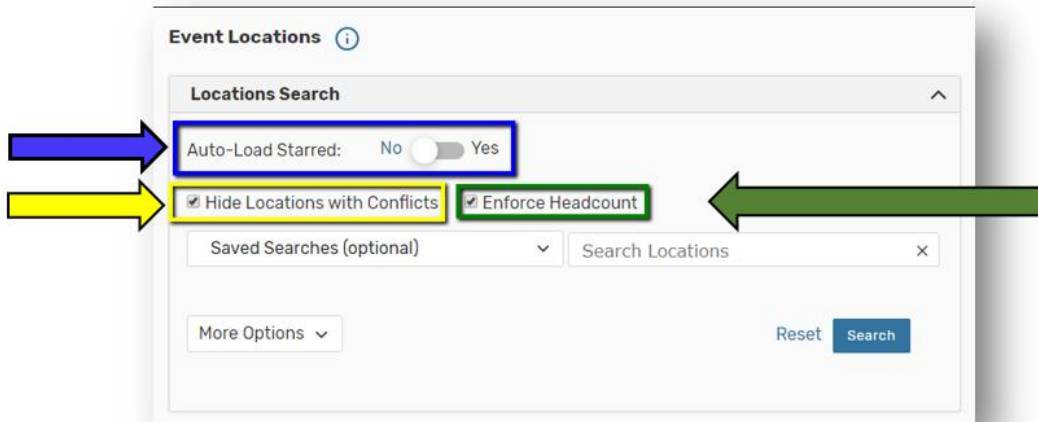 Event Locations
Locations Search
Auto-Load Starred: No Yes
Hide Locations with Conflicts Enforce Headcount
Saved Searches (optional) Search Locations
More Options Reset Search